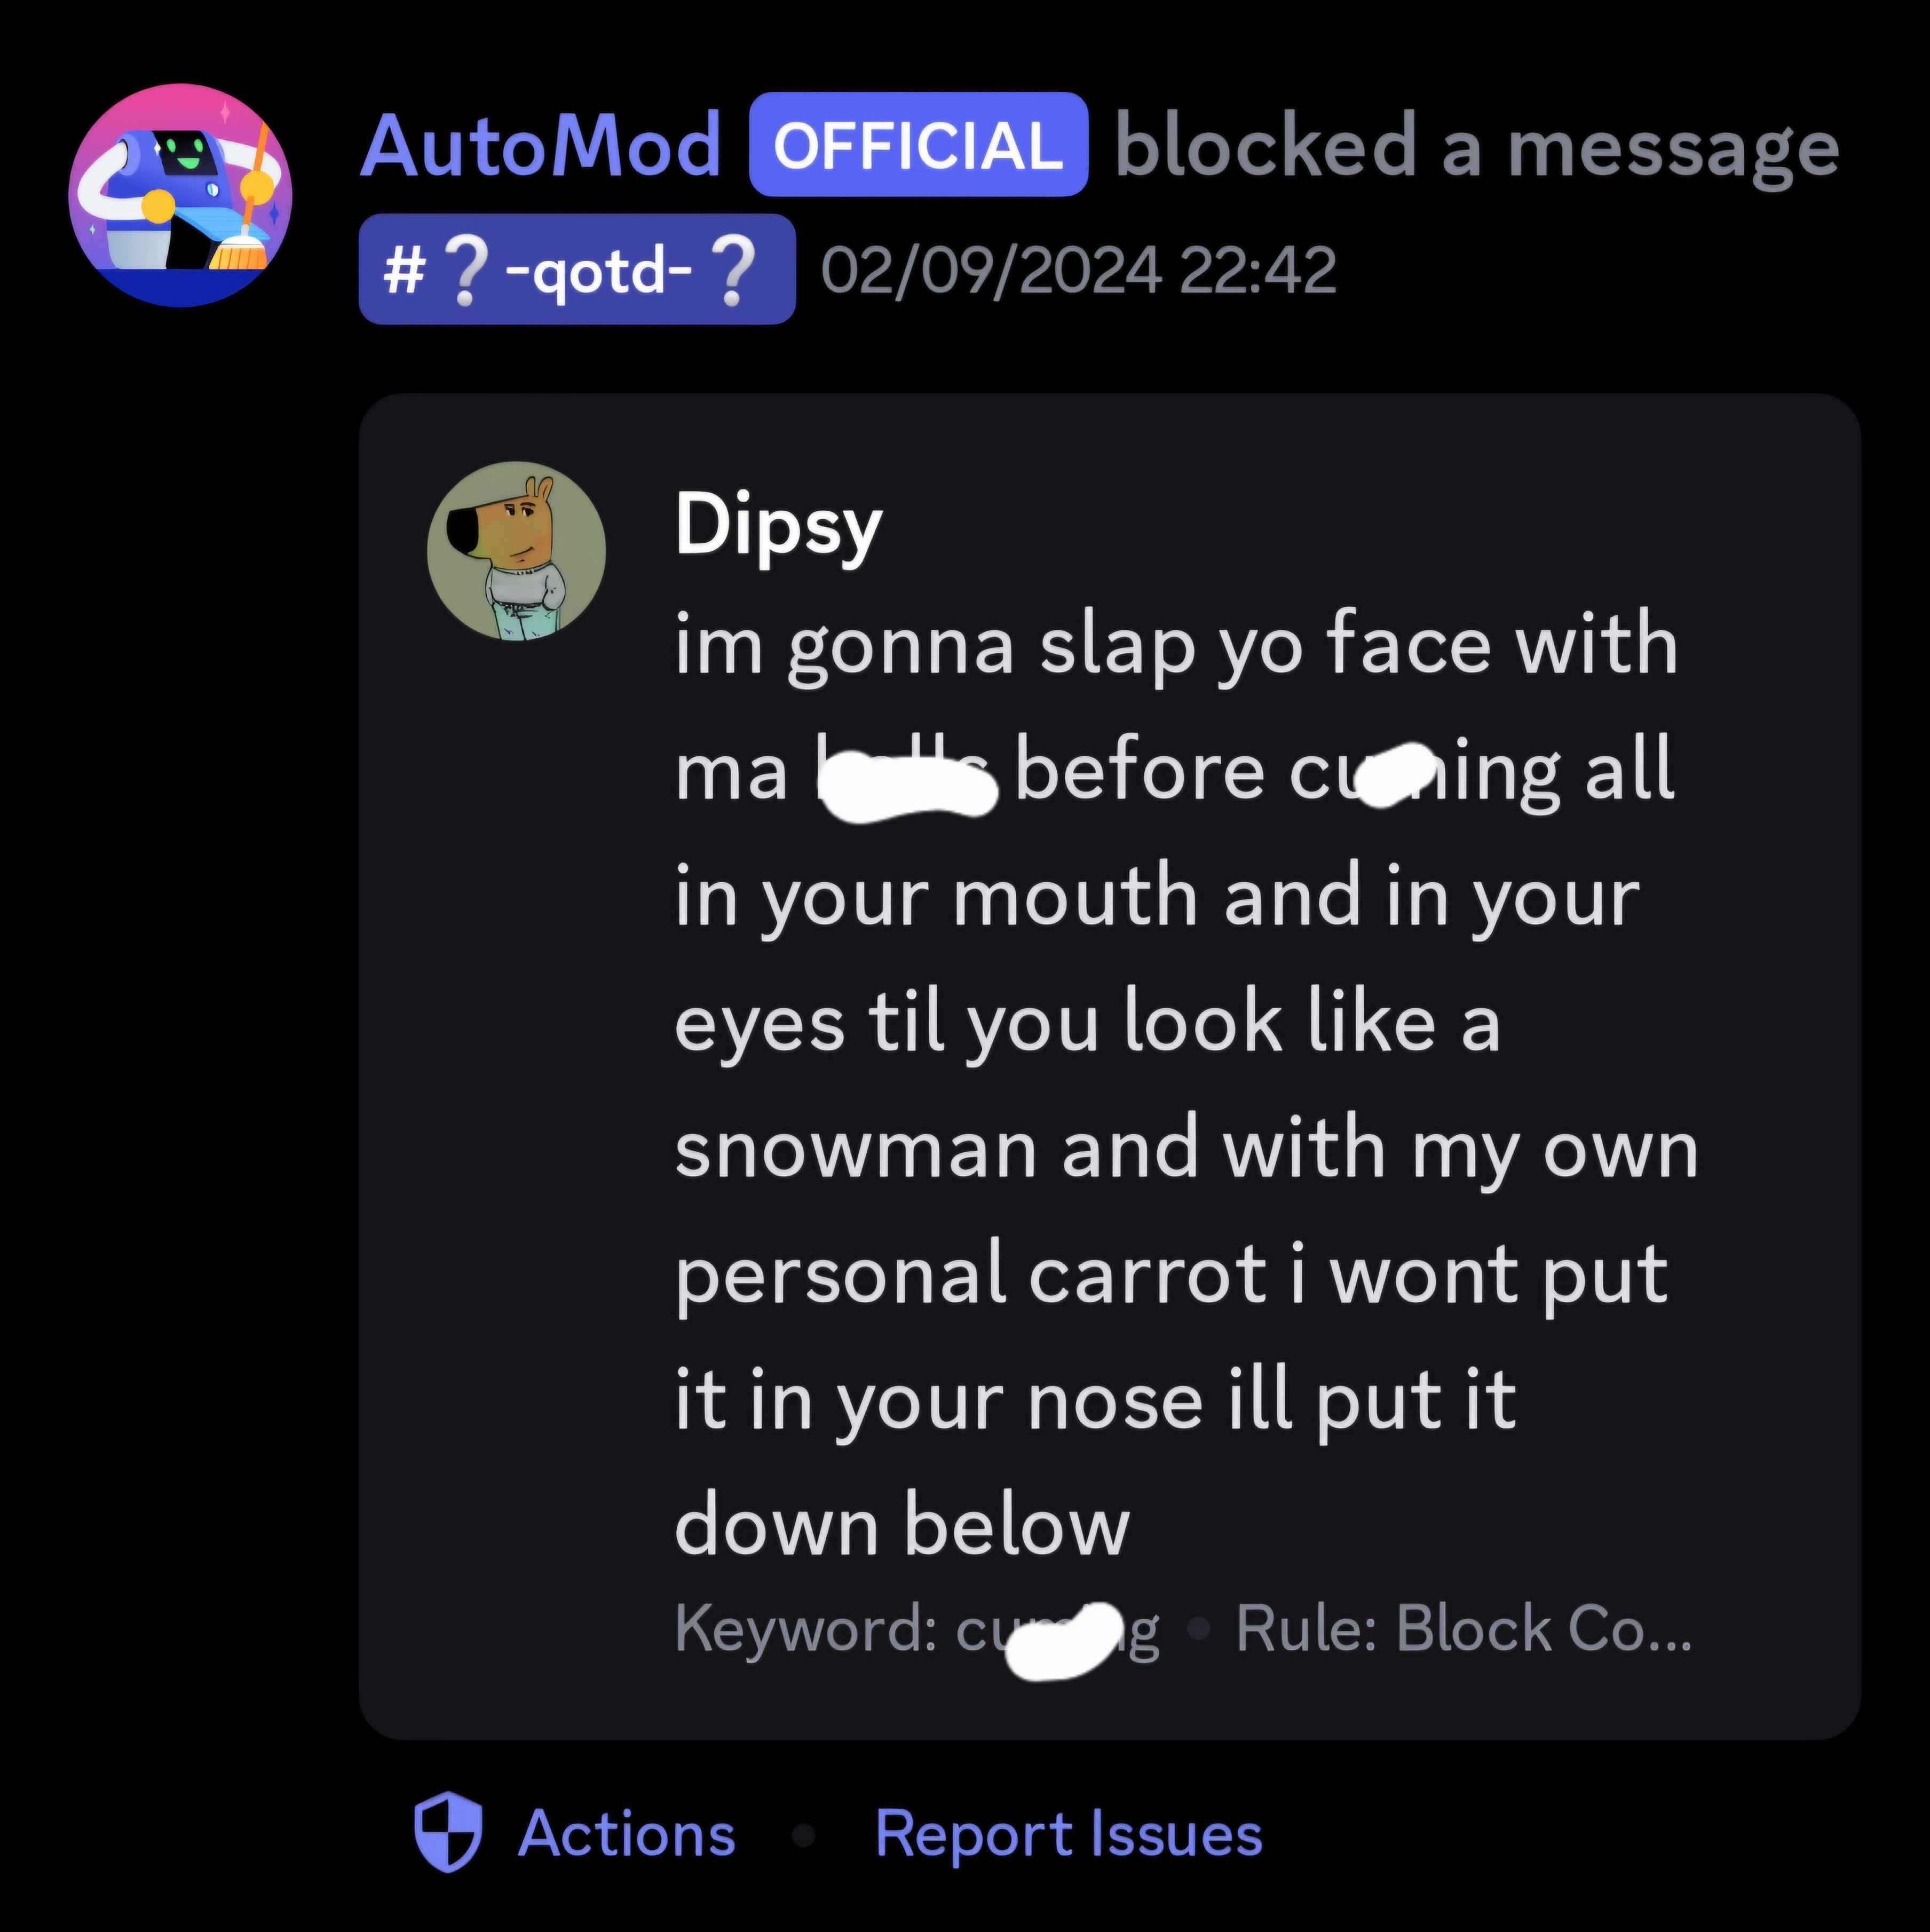 AutoMod OFFICIAL blocked a message
#❔-qotd-❔ 02/09/2024 22:42
Dipsy
im gonna slap yo face with
ma before all
in your mouth and in your
eyes til you look like a
snowman and with my own
personal carrot i wont put
it in your nose ill put it
down below
Keyword: • Rule: Block Co...
Actions • Report Issues